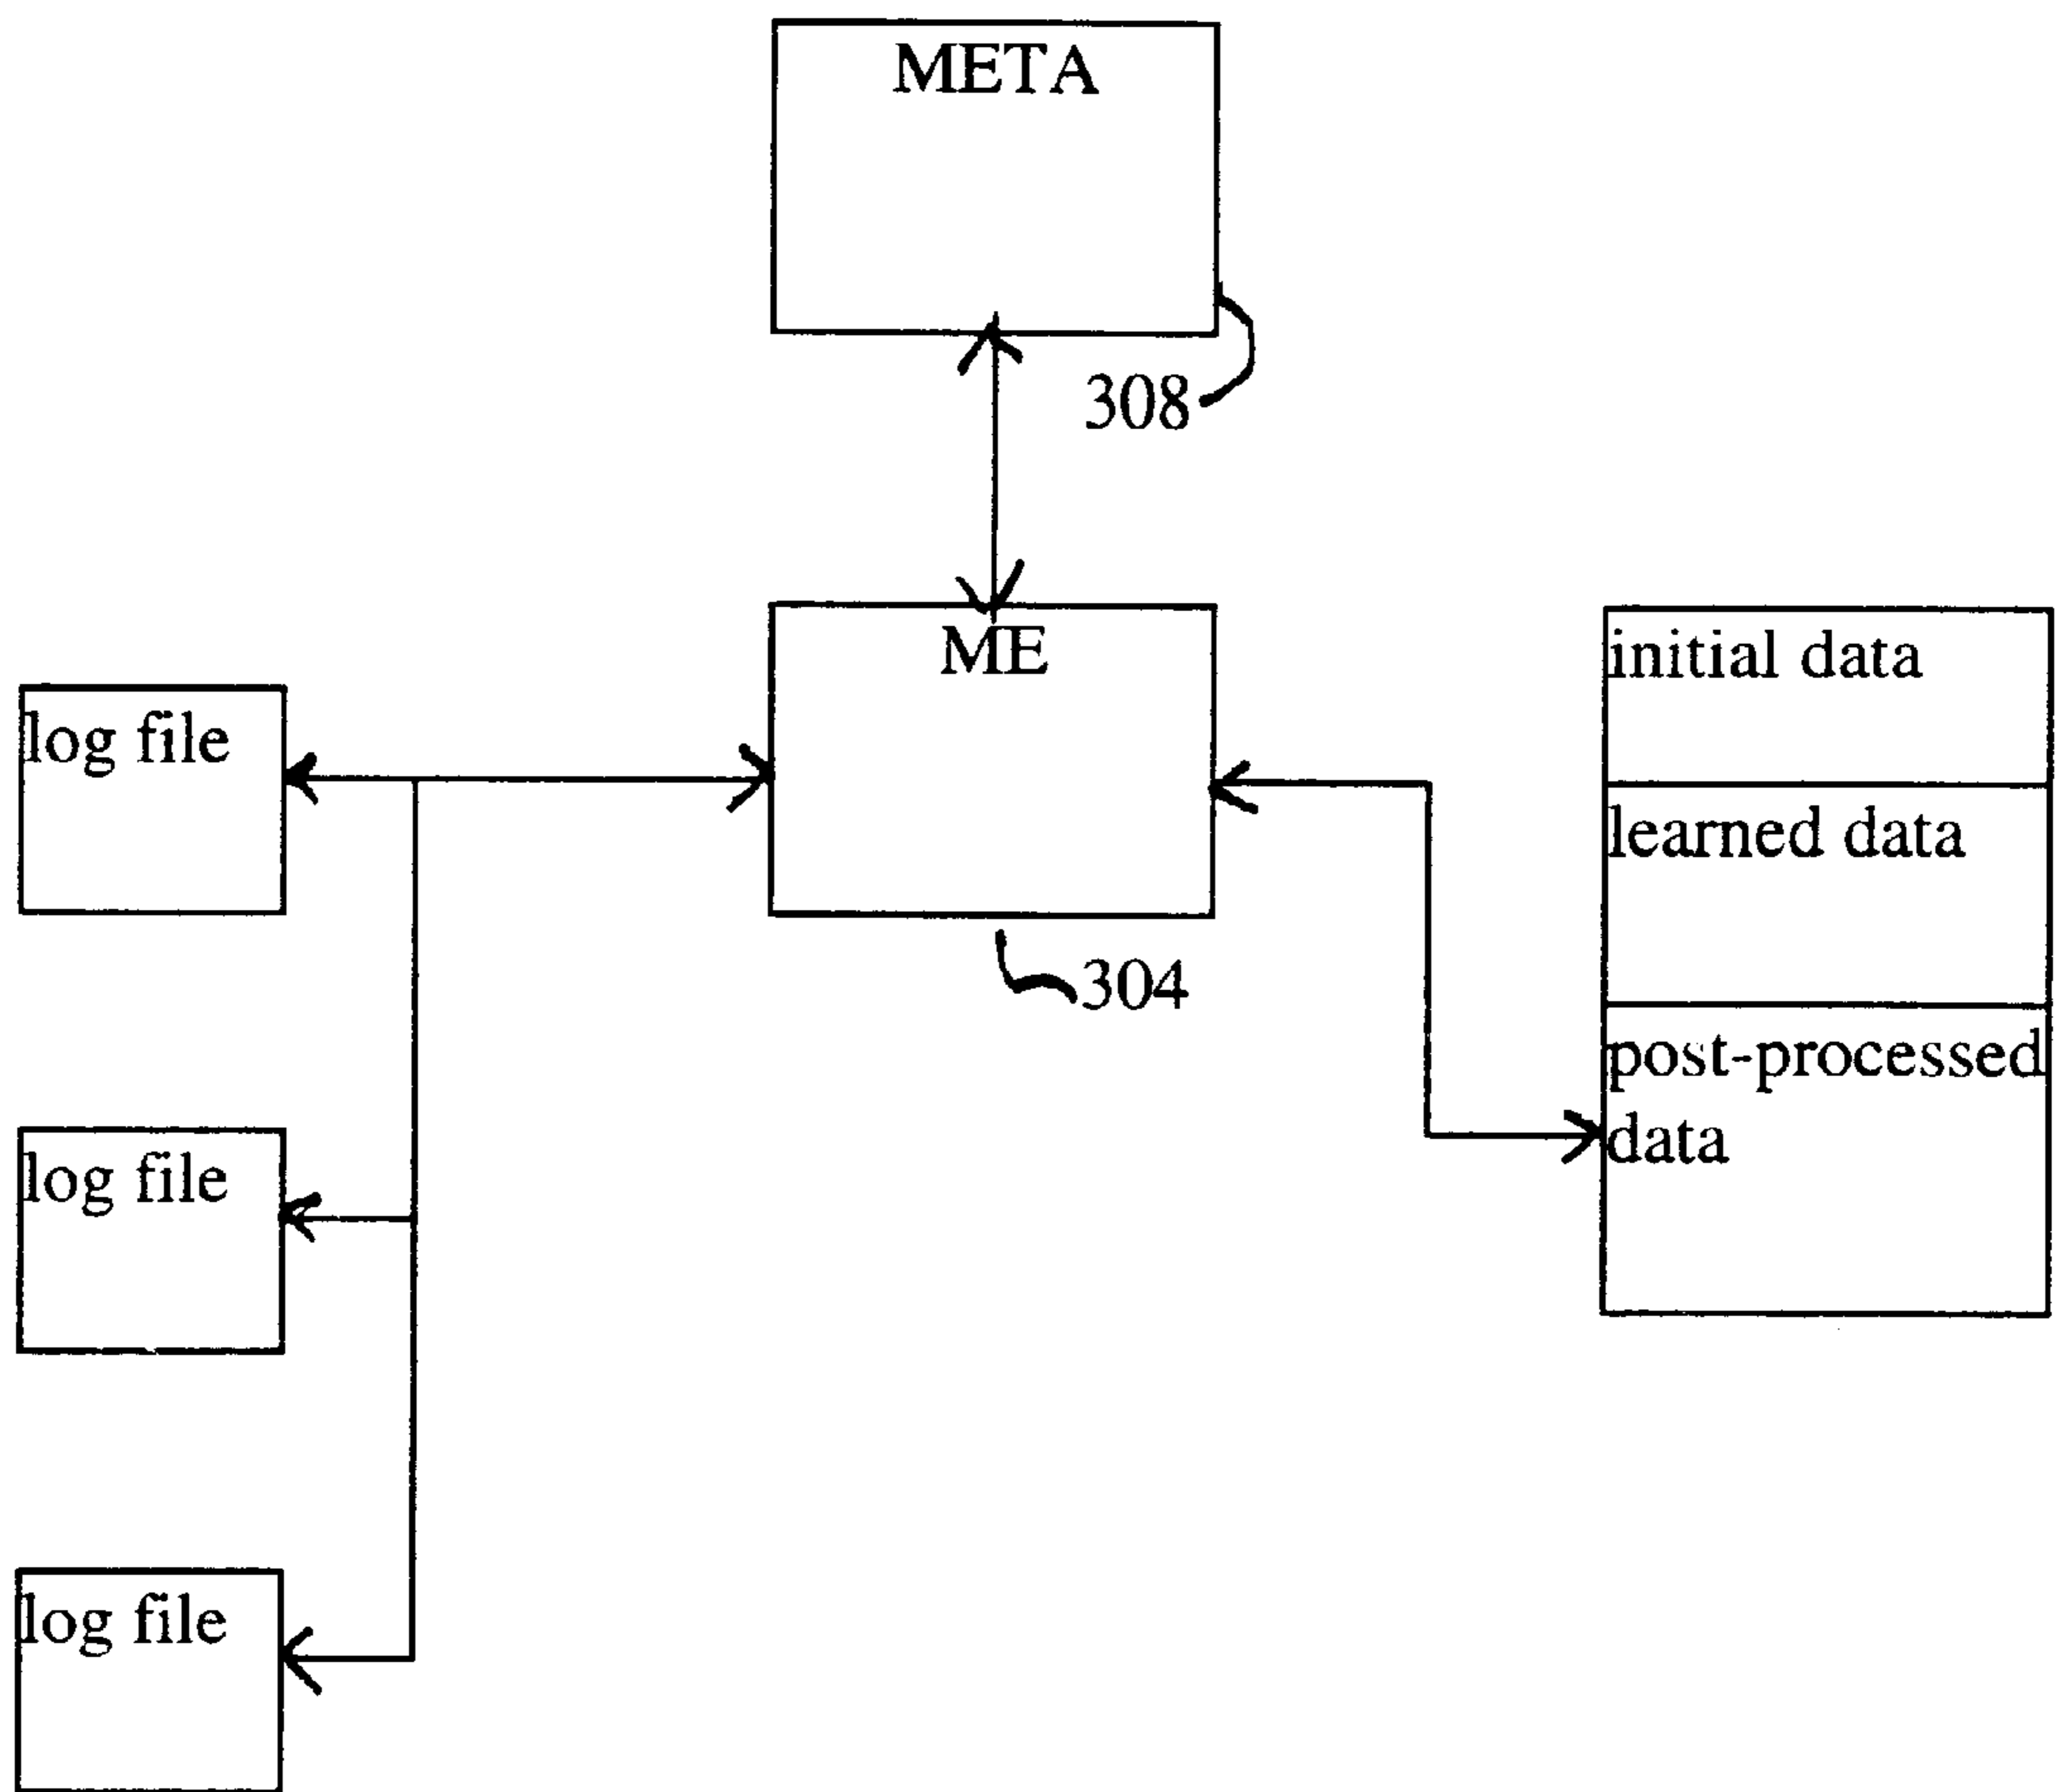 META
308
ME
304
log file
log file
log file
initial data
learned data
post-processed
data